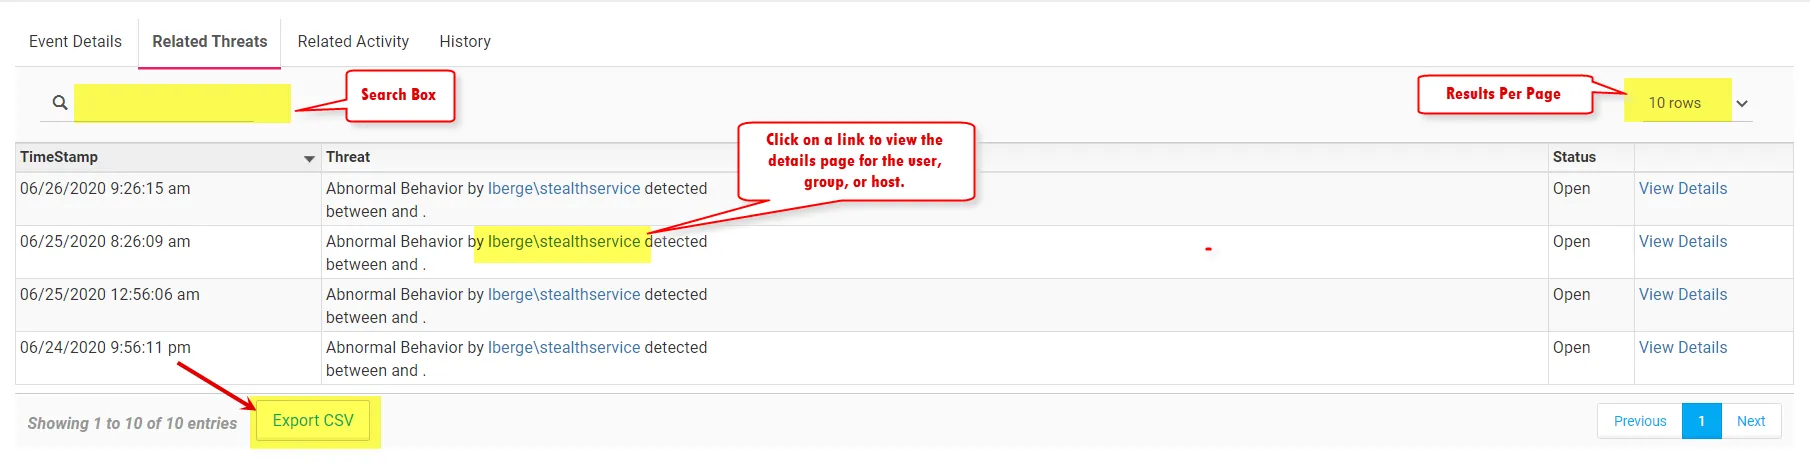 Event Details
Related Threats
Related Activity
History
Search Box
Results Per Page
10 rows
Click on a link to view the
details page for the user,
group, or host.
TimeStamp
Threat
Status
06/26/2020 9:26:15 am
Abnormal Behavior by lberge\stealthservice detected
between and .
Open
View Details
06/25/2020 8:26:09 am
Abnormal Behavior by lberge\stealthservice detected
between and .
Open
View Details
06/25/2020 12:56:06 am
Abnormal Behavior by lberge\stealthservice detected
between and .
Open
View Details
06/24/2020 9:56:11 pm
Abnormal Behavior by lberge\stealthservice detected
between and .
Open
View Details
Showing 1 to 10 of 10 entries
Export CSV
Previous
1
Next